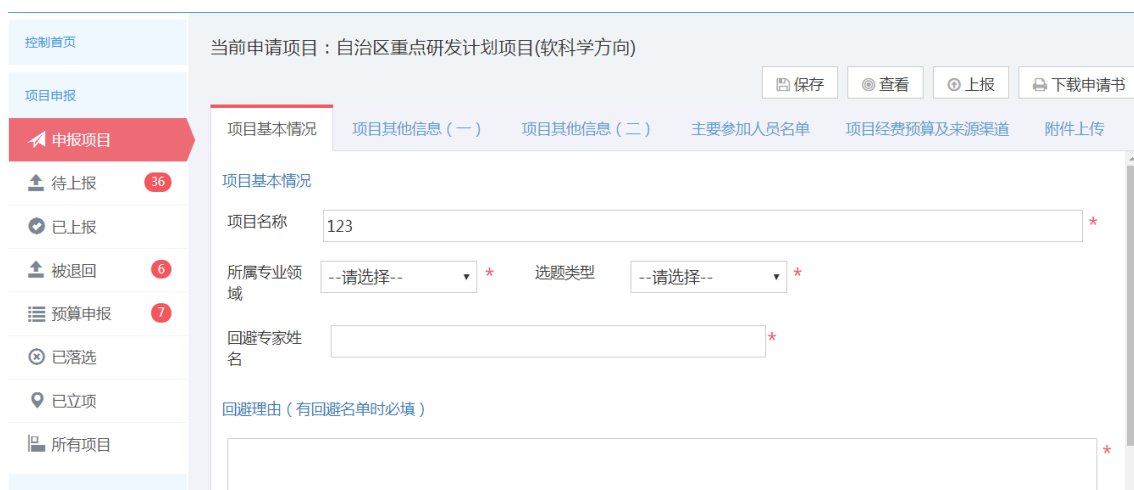 控制首页
项目申报
申报项目
待上报 36
已上报
被退回 6
预算申报 7
已落选
已立项
所有项目
当前申请项目：自治区重点研发计划项目(软科学方向)
保存 查看 上报 下载申请书
项目基本情况 项目其他信息（一） 项目其他信息（二） 主要参加人员名单 项目经费预算及来源渠道 附件上传
项目基本情况
项目名称 123 *
所属专业领 --请选择-- * 选题类型 --请选择-- *
域
回避专家姓 *
名
回避理由（有回避名单时必填）
*